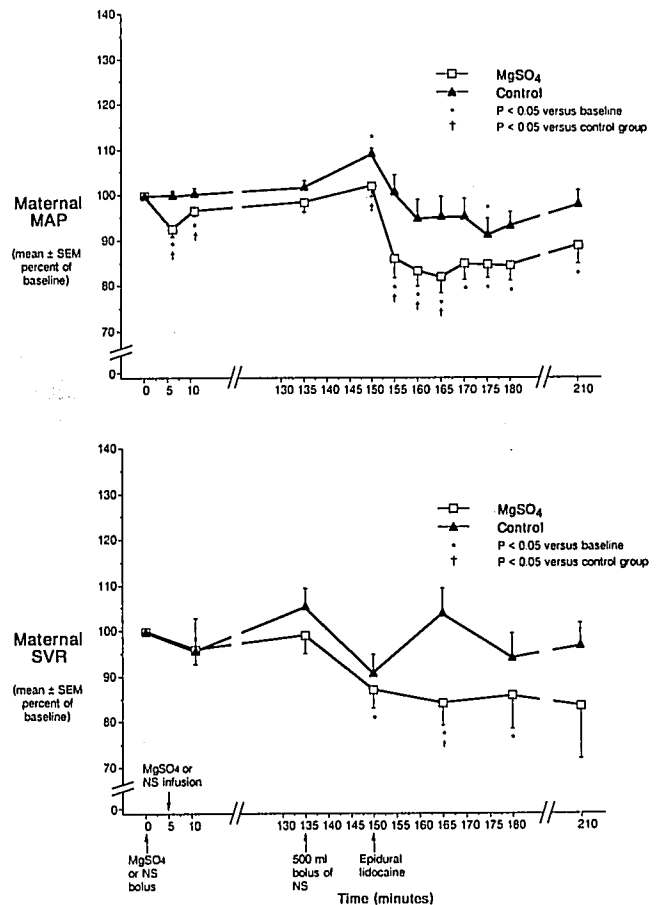 140
130
120
110
100
90
80
70
0
Maternal
MAP
(mean ± SEM
percent of
baseline)
MgSO4
Control
* P < 0.05 versus baseline
† P < 0.05 versus control group
0 5 10 130 135 140 145 150 155 160 165 170 175 180 210
140
130
120
110
100
90
80
70
0
Maternal
SVR
(mean ± SEM
percent of
baseline)
MgSO4
Control
* P < 0.05 versus baseline
† P < 0.05 versus control group
MgSO4 or
NS infusion
0 5 10 130 135 140 145 150 155 160 165 170 175 180 210
MgSO4
or NS
bolus
500 ml
bolus of
NS
Epidural
lidocaine
Time (minutes)